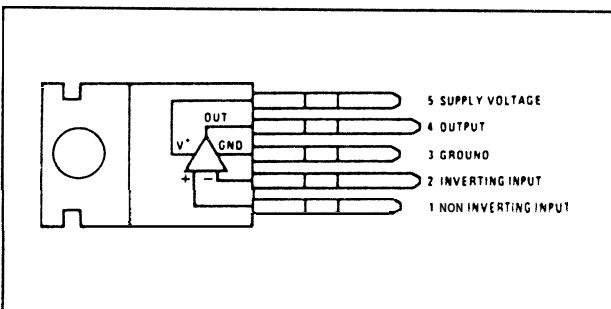 5 SUPPLY VOLTAGE
OUT
4 OUTPUT
V+ GND
3 GROUND
+ −
2 INVERTING INPUT
1 NON INVERTING INPUT